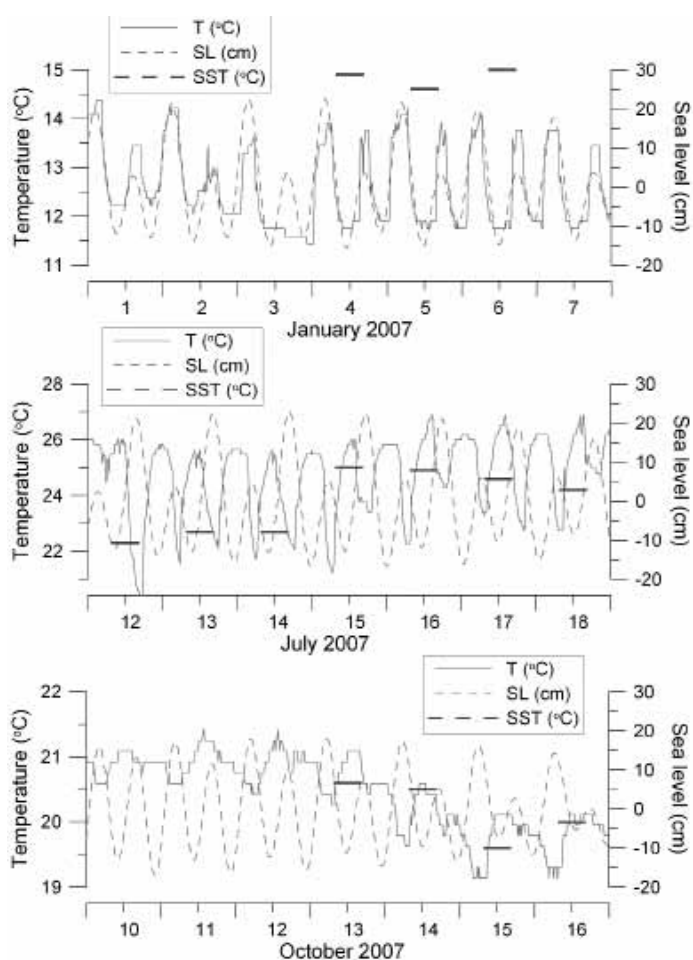 T (°C)
SL (cm)
SST (°C)
15
14
13
12
11
Temperature (°C)
30
20
10
0
-10
-20
Sea level (cm)
1 2 3 4 5 6 7
January 2007
T (°C)
SL (cm)
SST (°C)
28
26
24
22
Temperature (°C)
30
20
10
0
-10
-20
Sea level (cm)
12 13 14 15 16 17 18
July 2007
T (°C)
SL (cm)
SST (°C)
22
21
20
19
Temperature (°C)
30
20
10
0
-10
-20
Sea level (cm)
10 11 12 13 14 15 16
October 2007